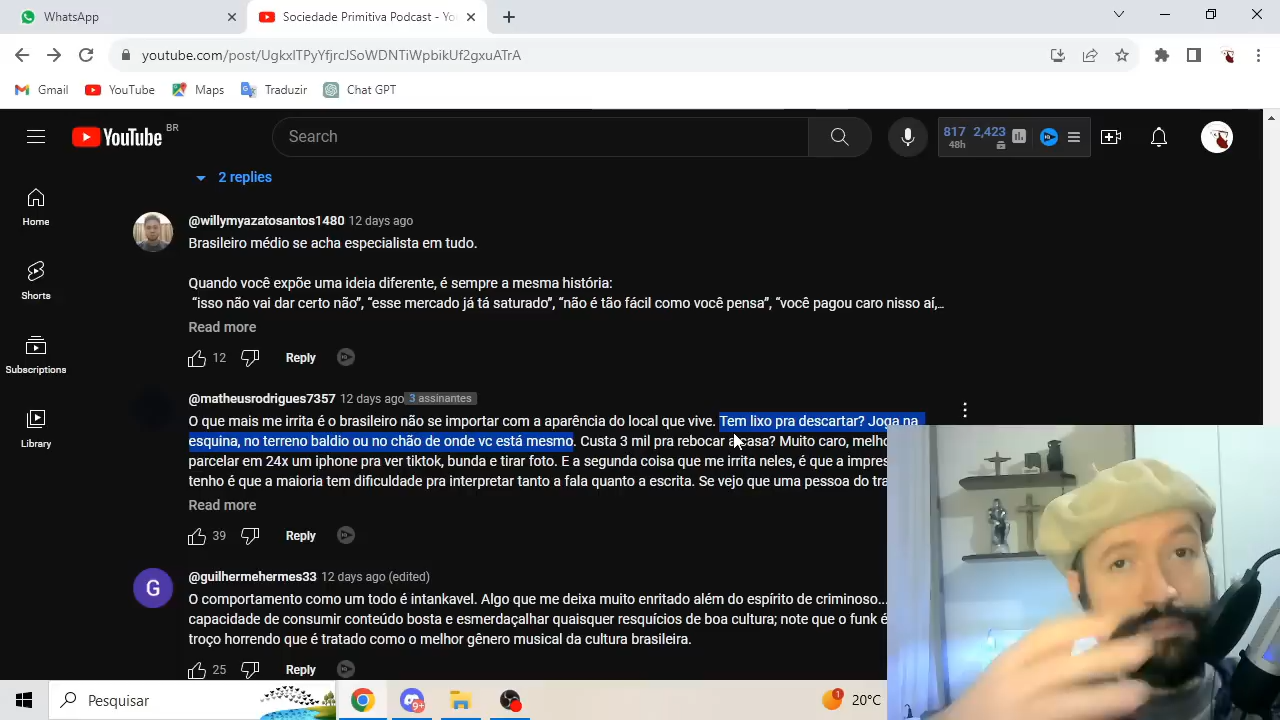 WhatsApp
Sociedade Primitiva Podcast - Yo
youtube.com/post/UgkxlTPyYfjrcJSoWDNTiWpbikUf2gxuATrA
Gmail YouTube Maps Traduzir Chat GPT
YouTube BR
Search
817 2,423
48h
2 replies
Home
Shorts
Subscriptions
Library
@willymyazatosantos1480 12 days ago
Brasileiro médio se acha especialista em tudo.
Quando você expõe uma ideia diferente, é sempre a mesma história:
“isso não vai dar certo não”, “esse mercado já tá saturado”, “não é tão fácil como você pensa”, “você pagou caro nisso aí,…
Read more
12 Reply
@matheusrodrigues7357 12 days ago 3 assinantes
O que mais me irrita é o brasileiro não se importar com a aparência do local que vive. Tem lixo pra descartar? Joga na
esquina, no terreno baldio ou no chão de onde vc está mesmo. Custa 3 mil pra rebocar a casa? Muito caro, melho
parcelar em 24x um iphone pra ver tiktok, bunda e tirar foto. E a segunda coisa que me irrita neles, é que a impres
tenho é que a maioria tem dificuldade pra interpretar tanto a fala quanto a escrita. Se vejo que uma pessoa do tra
Read more
39 Reply
G
@guilhermehermes33 12 days ago (edited)
O comportamento como um todo é intankavel. Algo que me deixa muito enritado além do espírito de criminoso...
capacidade de consumir conteúdo bosta e esmerdaçalhar quaisquer resquícios de boa cultura; note que o funk é
troço horrendo que é tratado como o melhor gênero musical da cultura brasileira.
25 Reply
Pesquisar
9+
1
20°C